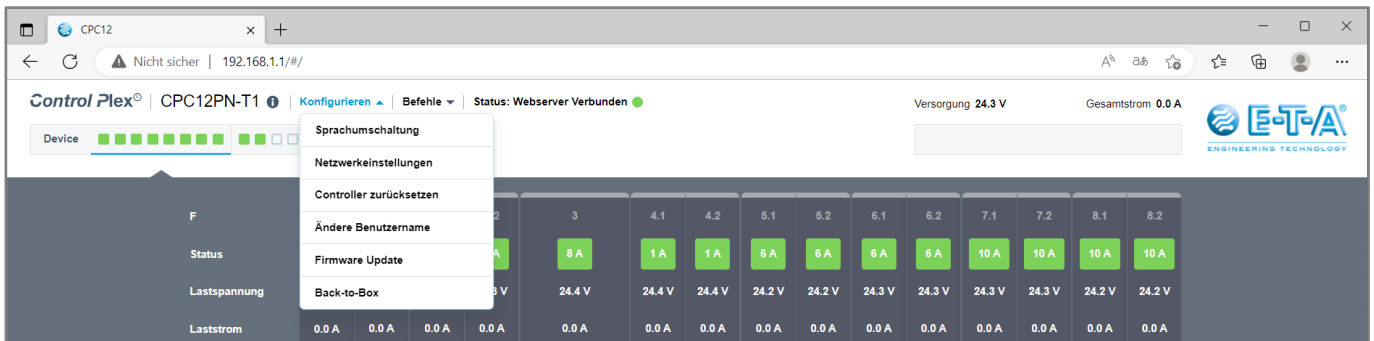 CPC12
Nicht sicher | 192.168.1.1/#/
Control Plex® | CPC12PN-T1 | Konfigurieren | Befehle | Status: Webserver Verbunden
Versorgung 24.3 V Gesamtstrom 0.0 A
E-T-A®
ENGINEERING TECHNOLOGY
Device
Sprachumschaltung
Netzwerkeinstellungen
Controller zurücksetzen
Ändere Benutzername
Firmware Update
Back-to-Box
F 2 3 4.1 4.2 5.1 5.2 6.1 6.2 7.1 7.2 8.1 8.2
Status A 8 A 1 A 1 A 6 A 6 A 6 A 6 A 10 A 10 A 10 A 10 A
Lastspannung V 24.4 V 24.4 V 24.4 V 24.2 V 24.2 V 24.3 V 24.3 V 24.3 V 24.3 V 24.2 V 24.2 V
Laststrom 0.0 A 0.0 A 0.0 A 0.0 A 0.0 A 0.0 A 0.0 A 0.0 A 0.0 A 0.0 A 0.0 A 0.0 A 0.0 A 0.0 A 0.0 A